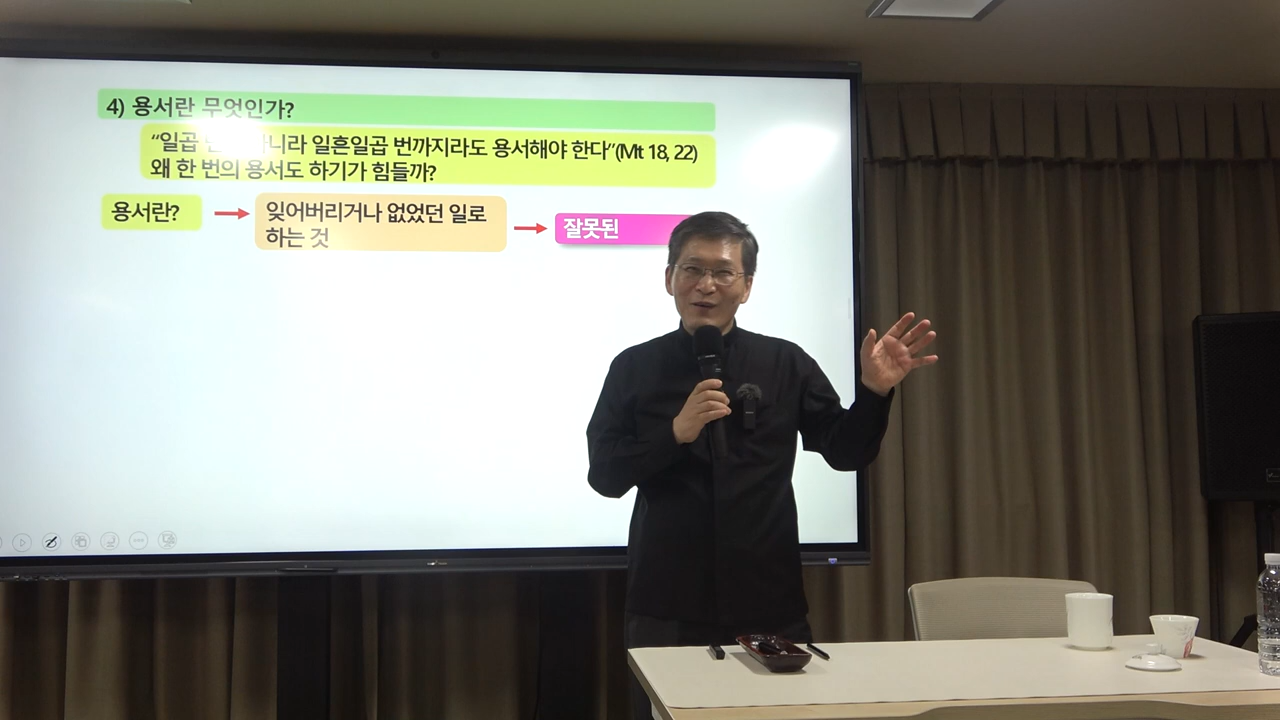 4) 용서란 무엇인가?
“일곱 아니라 일흔일곱 번까지라도 용서해야 한다”(Mt 18, 22)
왜 한 번의 용서도 하기가 힘들까?
용서란?
잊어버리거나 없었던 일로
하는 것
잘못된